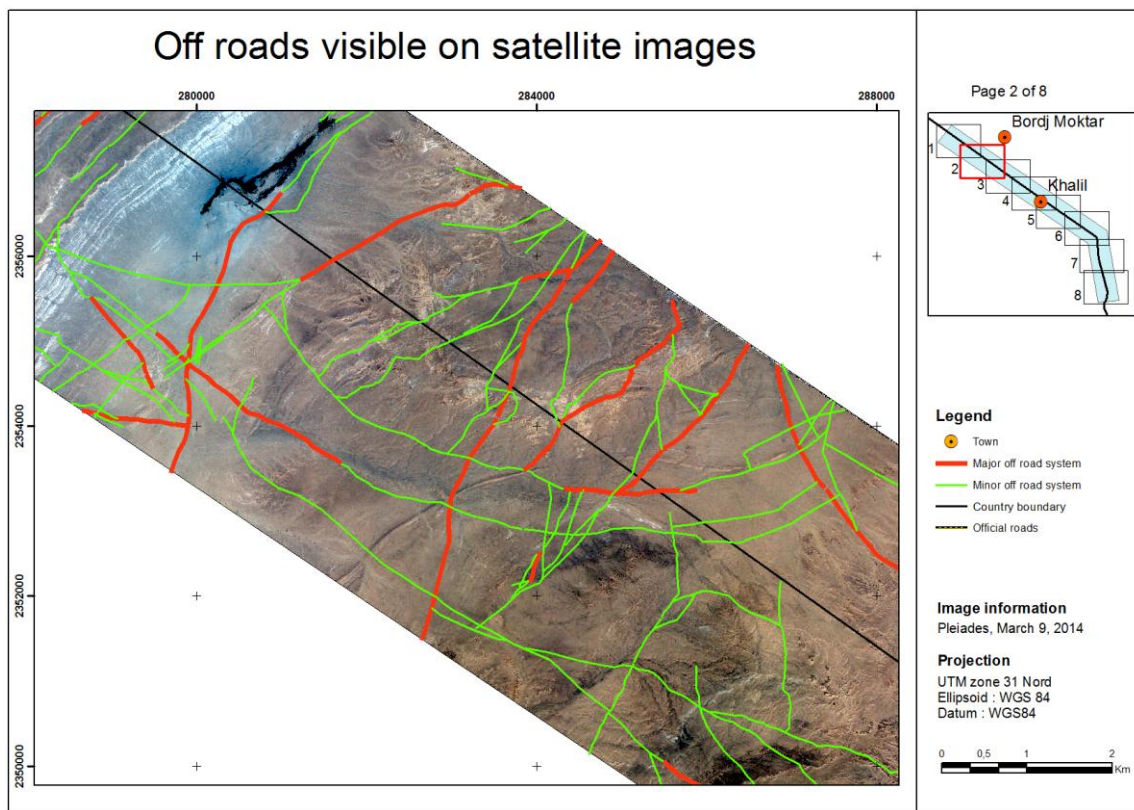 Off roads visible on satellite images
280000
284000
288000
2356000
2354000
2352000
2350000
Page 2 of 8
Bordj Moktar
1
2
3
Khalil
4
5
6
7
8
Legend
Town
Major off road system
Minor off road system
Country boundary
Official roads
Image information
Pleiades, March 9, 2014
Projection
UTM zone 31 Nord
Ellipsoid : WGS 84
Datum : WGS84
0 0,5 1 2
Km